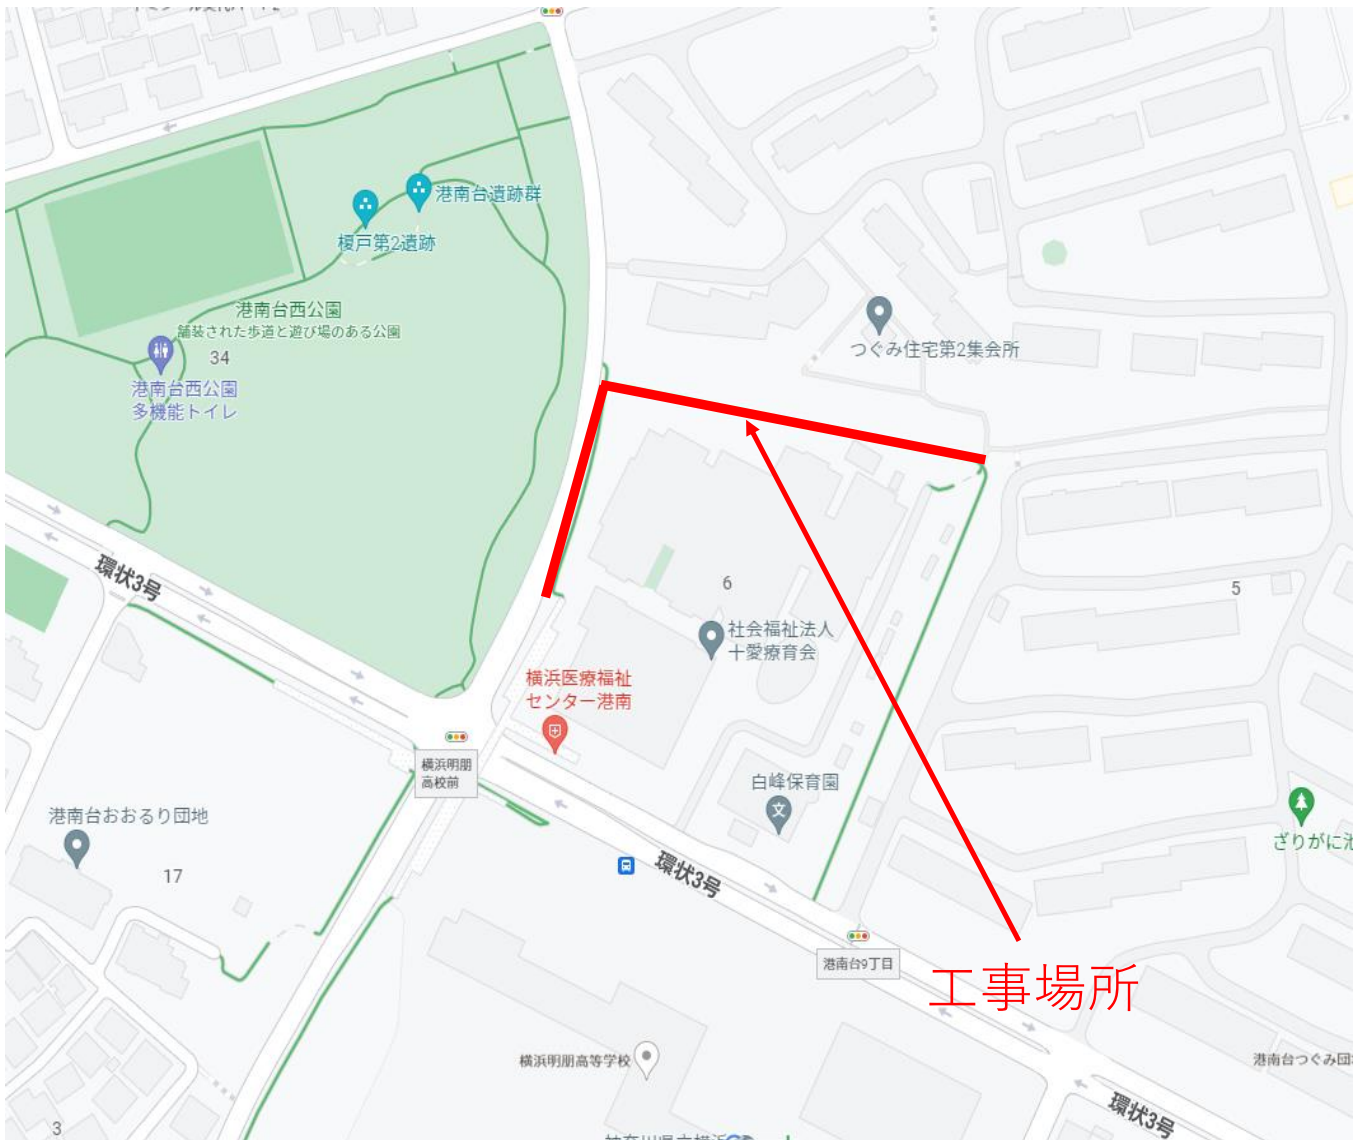 港南台遺跡群
榎戸第2遺跡
港南台西公園
舗装された歩道と遊び場のある公園
34
港南台西公園
多機能トイレ
つぐみ住宅第2集会所
環状3号
6
5
社会福祉法人
十愛療育会
横浜医療福祉
センター港南
横浜明朋
高校前
白峰保育園
文
港南台おおるり団地
17
環状3号
ざりがに池
港南台9丁目
工事場所
横浜明朋高等学校
港南台つぐみ団
環状3号
3